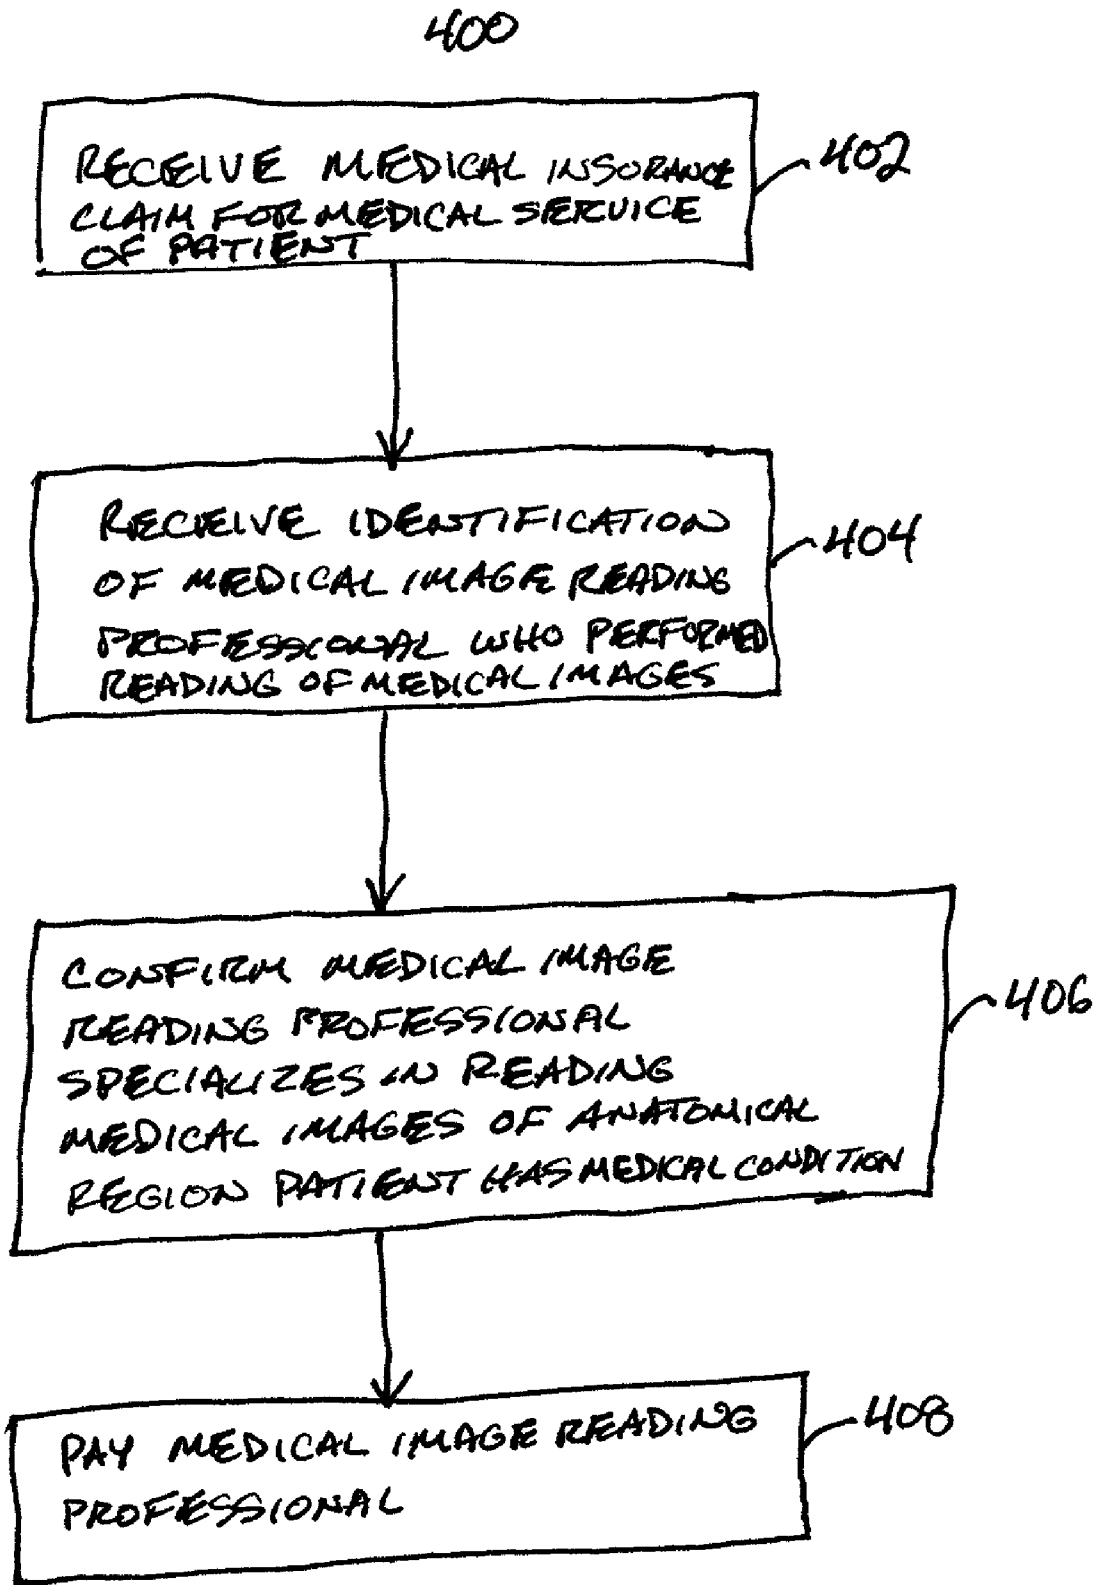 400
RECEIVE MEDICAL INSURANCE
CLAIM FOR MEDICAL SERVICE
OF PATIENT
402
RECEIVE IDENTIFICATION
OF MEDICAL IMAGE READING
PROFESSIONAL WHO PERFORMED
READING OF MEDICAL IMAGES
404
CONFIRM MEDICAL IMAGE
READING PROFESSIONAL
SPECIALIZES IN READING
MEDICAL IMAGES OF ANATOMICAL
REGION PATIENT HAS MEDICAL CONDITION
406
PAY MEDICAL IMAGE READING
PROFESSIONAL
408